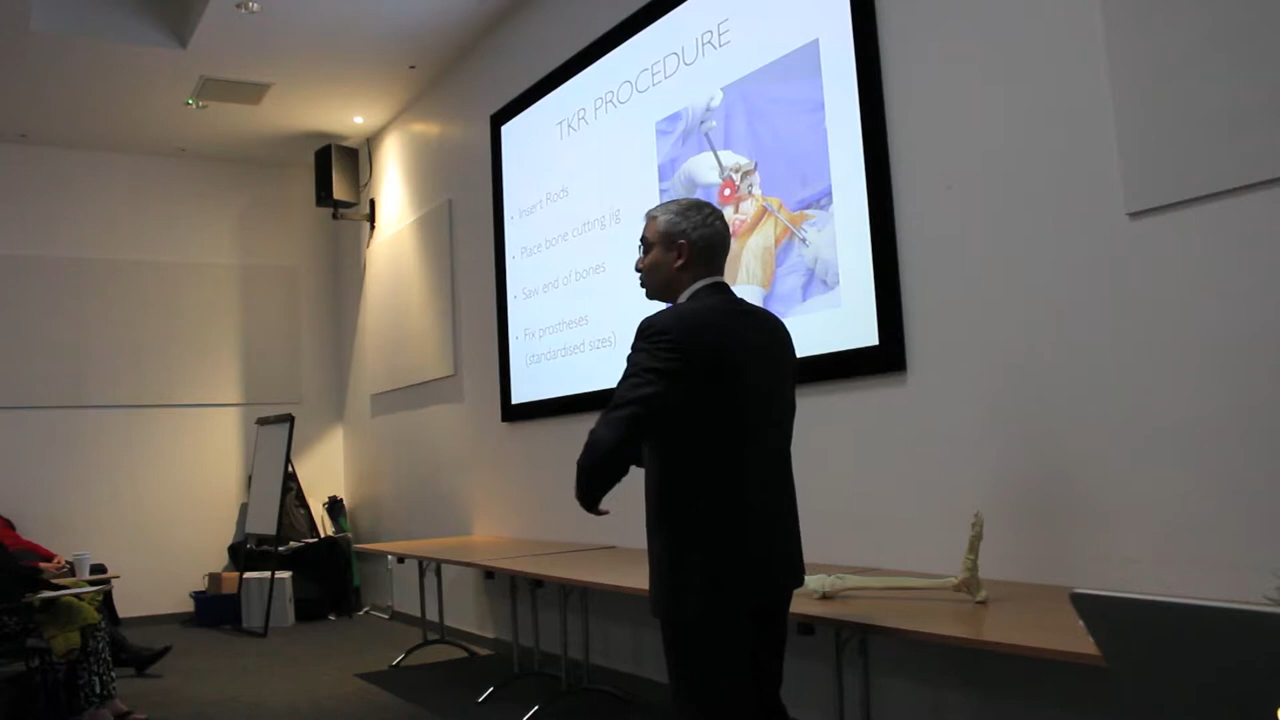 TKR PROCEDURE
• Insert Rods
• Place bone cutting jig
• Saw end of bones
• Fix prostheses
(standardised sizes)